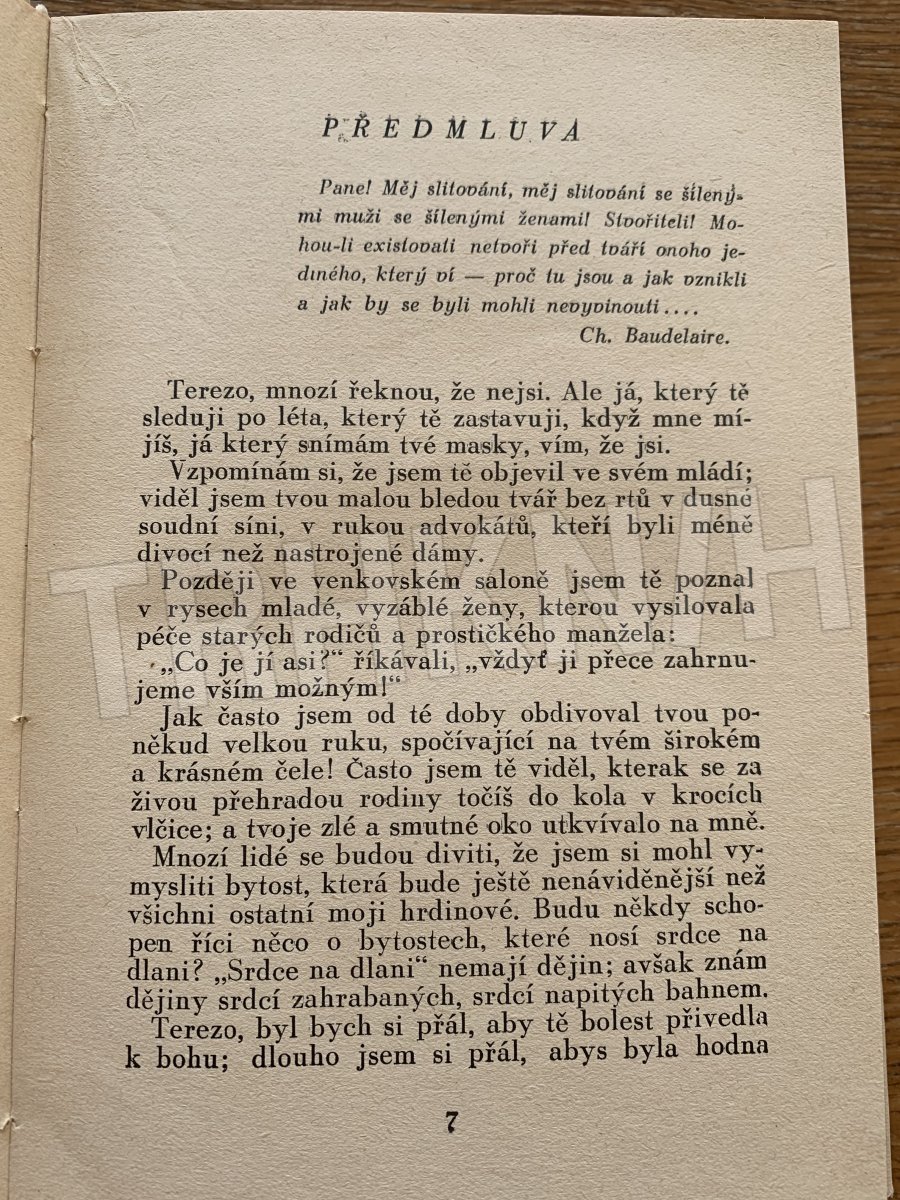 PŘEDMLUVA
Pane! Měj slitování, měj slitování se šílený-
mi muži se šílenými ženami! Stvořiteli! Mo-
hou-li existovati netvoři před tváří onoho je-
diného, který ví — proč tu jsou a jak vznikli
a jak by se byli mohli nevyvinouti....
Ch. Baudelaire.
Terezo, mnozí řeknou, že nejsi. Ale já, který tě
sleduji po léta, který tě zastavuji, když mne mí-
jíš, já který snímám tvé masky, vím, že jsi.
Vzpomínám si, že jsem tě objevil ve svém mládí;
viděl jsem tvou malou bledou tvář bez rtů v dusné
soudní síni, v rukou advokátů, kteří byli méně
divocí než nastrojené dámy.
Později ve venkovském saloně jsem tě poznal
v rysech mladé, vyzáblé ženy, kterou vysilovala
péče starých rodičů a prostičkého manžela:
„Co je jí asi?“ říkávali, „vždyť ji přece zahrnu-
jeme vším možným!“
Jak často jsem od té doby obdivoval tvou po-
někud velkou ruku, spočívající na tvém širokém
a krásném čele! Často jsem tě viděl, kterak se za
živou přehradou rodiny točíš do kola v krocích
vlčice; a tvoje zlé a smutné oko utkvívalo na mně.
Mnozí lidé se budou diviti, že jsem si mohl vy-
mysliti bytost, která bude ještě nenáviděnější než
všichni ostatní moji hrdinové. Budu někdy scho-
pen říci něco o bytostech, které nosí srdce na
dlani? „Srdce na dlani“ nemají dějin; avšak znám
dějiny srdcí zahrabaných, srdcí napitých bahnem.
Terezo, byl bych si přál, aby tě bolest přivedla
k bohu; dlouho jsem si přál, abys byla hodna
7